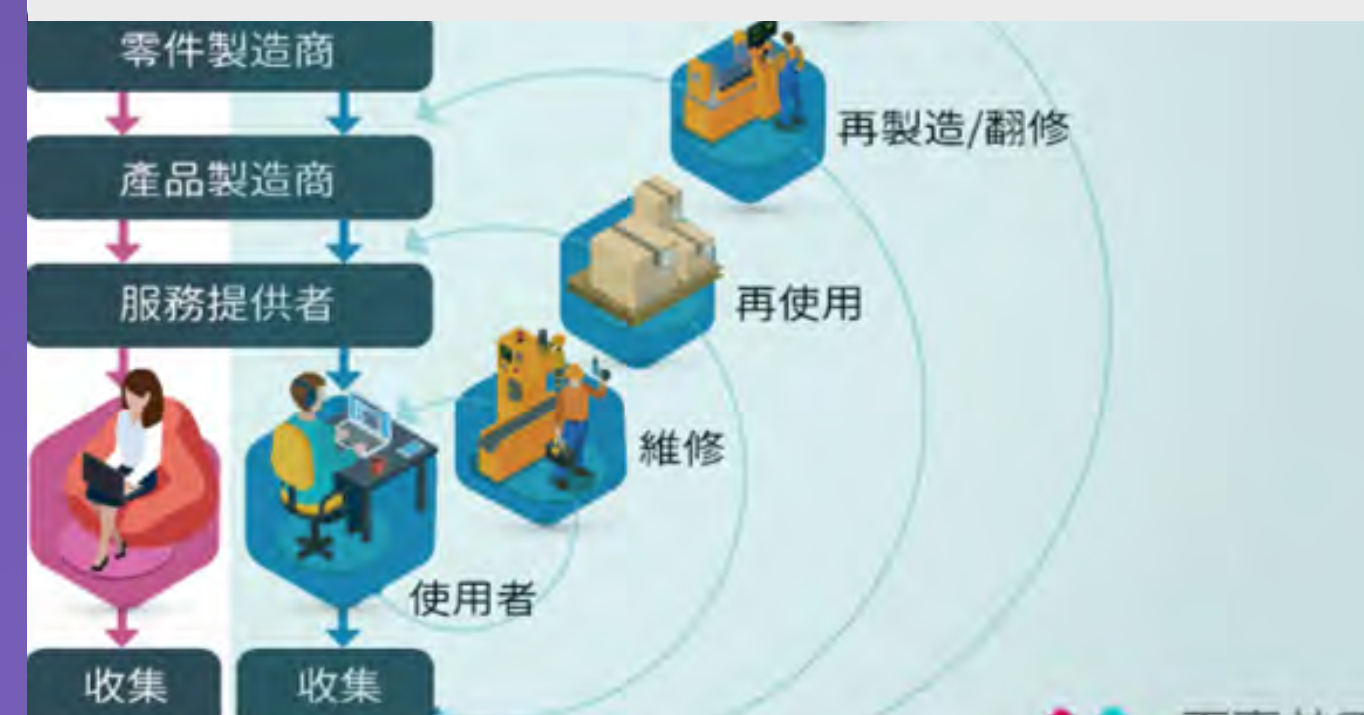 零件製造商
再製造/翻修
產品製造商
再使用
服務提供者
維修
使用者
收集
收集